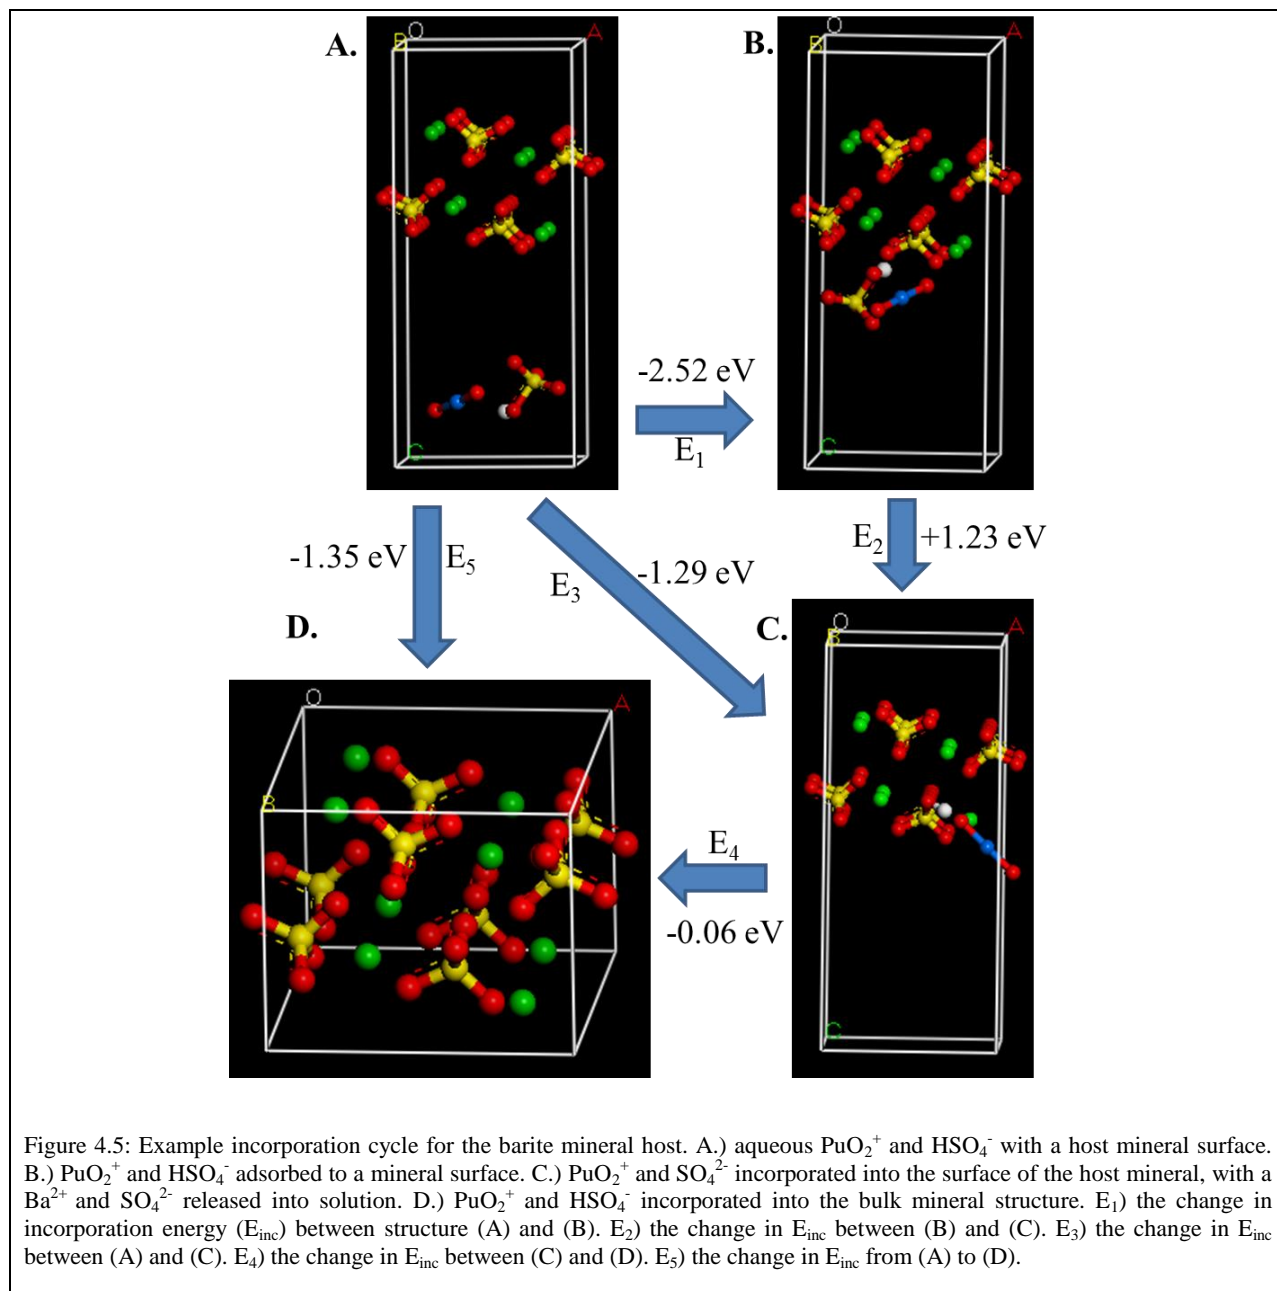 A.
B.
O
A
B
C
O
A
B
C
-2.52 eV
E₁
-1.35 eV
E₅
E₃
-1.29 eV
E₂
+1.23 eV
D.
C.
O
A
B
O
A
B
C
E₄
-0.06 eV
Figure 4.5: Example incorporation cycle for the barite mineral host. A.) aqueous PuO₂⁺ and HSO₄⁻ with a host mineral surface.
B.) PuO₂⁺ and HSO₄⁻ adsorbed to a mineral surface. C.) PuO₂⁺ and SO₄²⁻ incorporated into the surface of the host mineral, with a
Ba²⁺ and SO₄²⁻ released into solution. D.) PuO₂⁺ and HSO₄⁻ incorporated into the bulk mineral structure. E₁) the change in
incorporation energy (Eᵢₙc) between structure (A) and (B). E₂) the change in Eᵢₙc between (B) and (C). E₃) the change in Eᵢₙc
between (A) and (C). E₄) the change in Eᵢₙc between (C) and (D). E₅) the change in Eᵢₙc from (A) to (D).